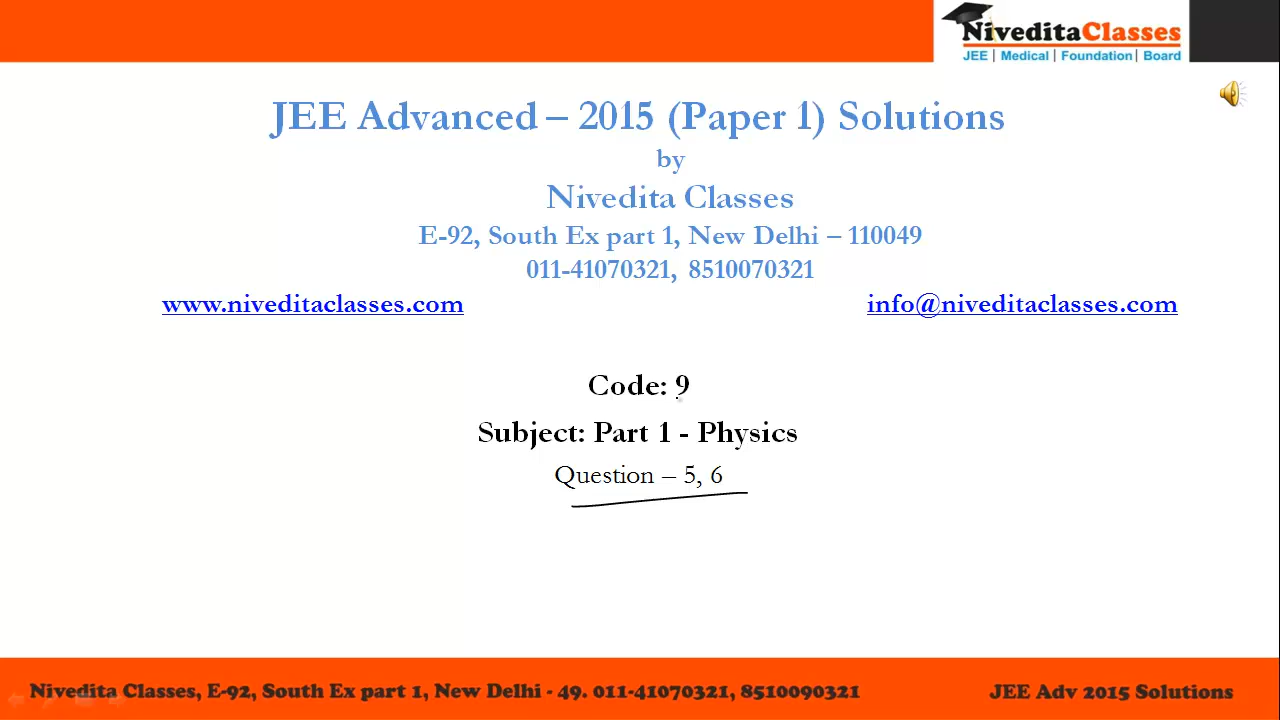 NiveditaClasses
JEE | Medical | Foundation | Board
JEE Advanced – 2015 (Paper 1) Solutions
by
Nivedita Classes
E-92, South Ex part 1, New Delhi – 110049
011-41070321, 8510070321
www.niveditaclasses.com
info@niveditaclasses.com
Code: 9
Subject: Part 1 - Physics
Question – 5, 6
Nivedita Classes, E-92, South Ex part 1, New Delhi - 49. 011-41070321, 8510090321
JEE Adv 2015 Solutions